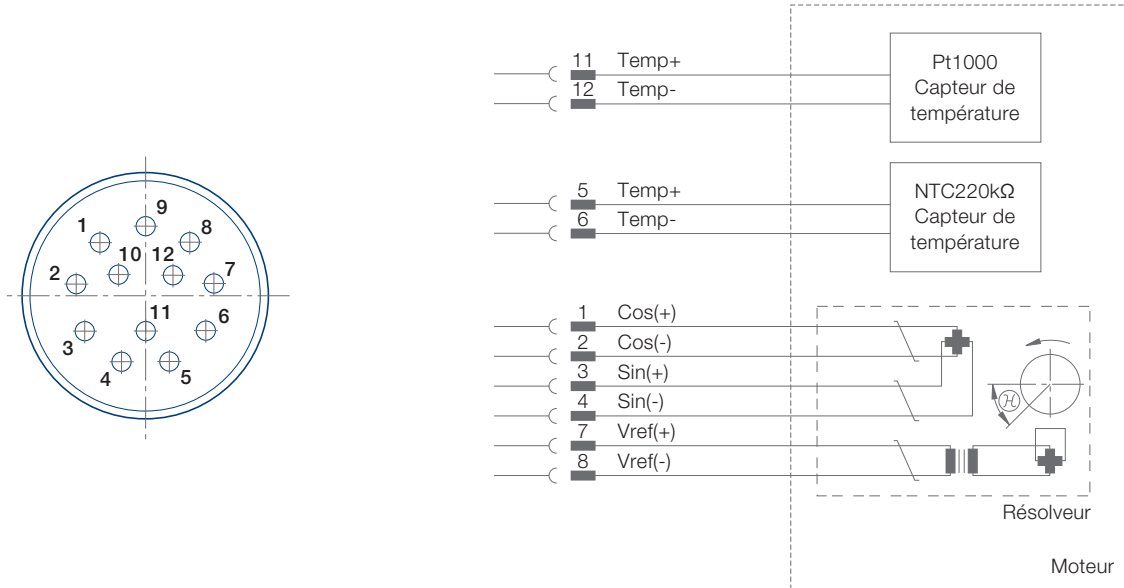 9
1
8
10
12
2
7
11
6
3
4
5
11 Temp+
12 Temp-
Pt1000
Capteur de
température
5 Temp+
6 Temp-
NTC220kΩ
Capteur de
température
1 Cos(+)
2 Cos(-)
3 Sin(+)
4 Sin(-)
7 Vref(+)
8 Vref(-)
ℋ
Résolveur
Moteur